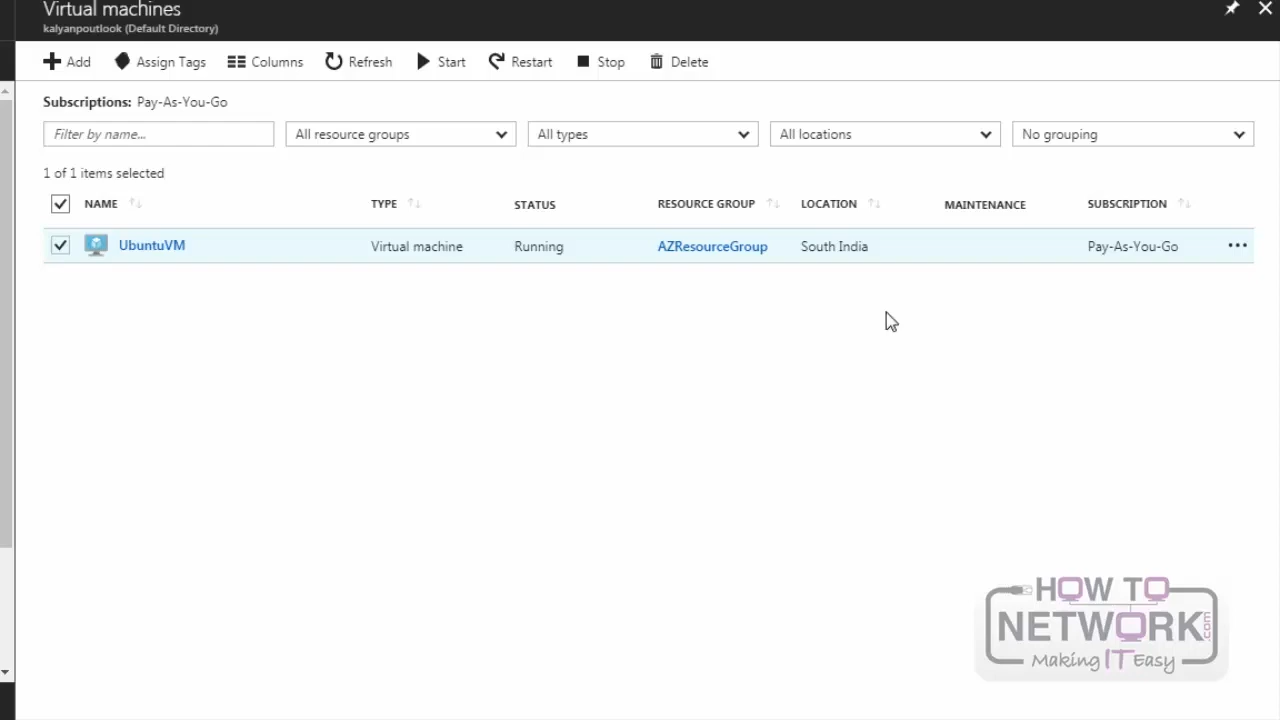 Virtual machines
kalyanpoutlook (Default Directory)
Add Assign Tags Columns Refresh Start Restart Stop Delete
Subscriptions: Pay-As-You-Go
Filter by name... All resource groups All types All locations No grouping
1 of 1 items selected
NAME TYPE STATUS RESOURCE GROUP LOCATION MAINTENANCE SUBSCRIPTION
UbuntuVM Virtual machine Running AZResourceGroup South India Pay-As-You-Go
HOW TO
NETWORK.com
Making IT Easy